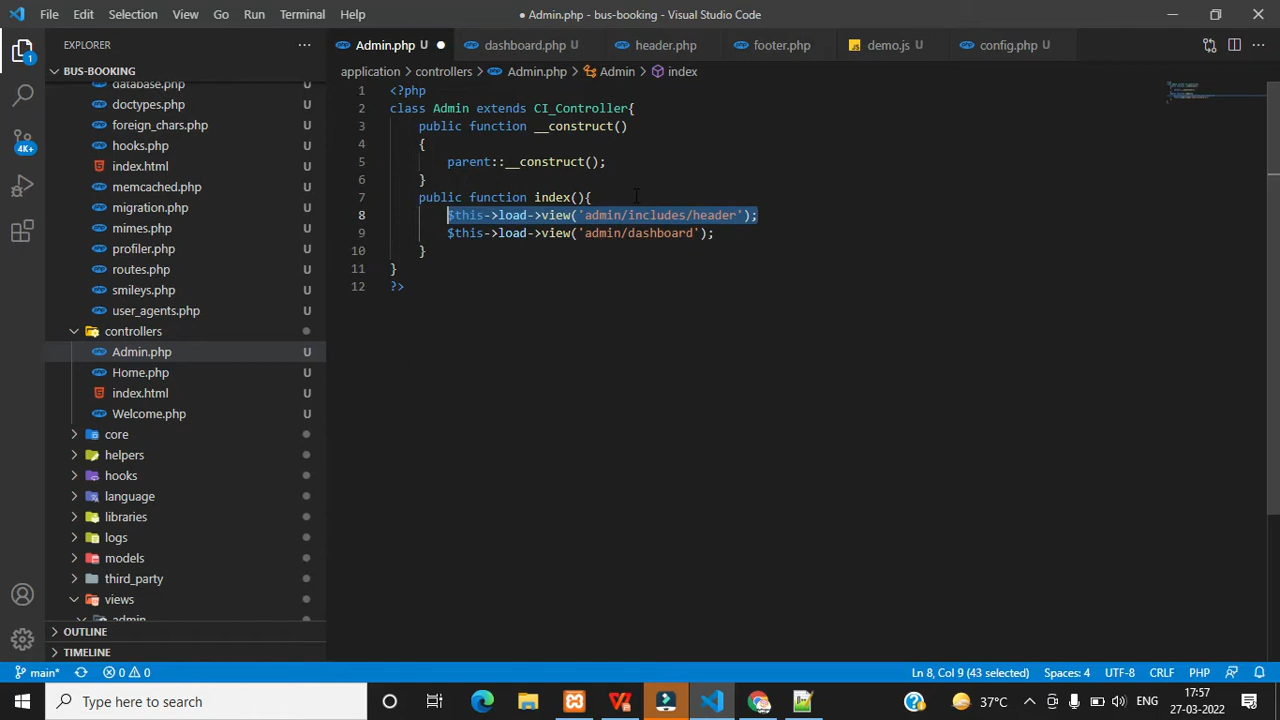 File Edit Selection View Go Run Terminal Help
● Admin.php - bus-booking - Visual Studio Code
EXPLORER
Admin.php U
dashboard.php U
header.php U
footer.php U
demo.js U
config.php U
BUS-BOOKING
application > controllers > Admin.php > Admin > index
database.php U
doctypes.php U
foreign_chars.php U
hooks.php U
index.html U
memcached.php U
migration.php U
mimes.php U
profiler.php U
routes.php U
smileys.php U
user_agents.php U
controllers
Admin.php U
Home.php U
index.html U
Welcome.php U
core
helpers
hooks
language
libraries
logs
models
third_party
views
admin
OUTLINE
TIMELINE
1
4K+
1 <?php
2 class Admin extends CI_Controller{
3 public function __construct()
4 {
5 parent::__construct();
6 }
7 public function index(){
8 $this->load->view('admin/includes/header');
9 $this->load->view('admin/dashboard');
10 }
11 }
12 ?>
main* 0 0
Ln 8, Col 9 (43 selected) Spaces: 4 UTF-8 CRLF PHP
Type here to search
37°C
ENG
17:57
27-03-2022